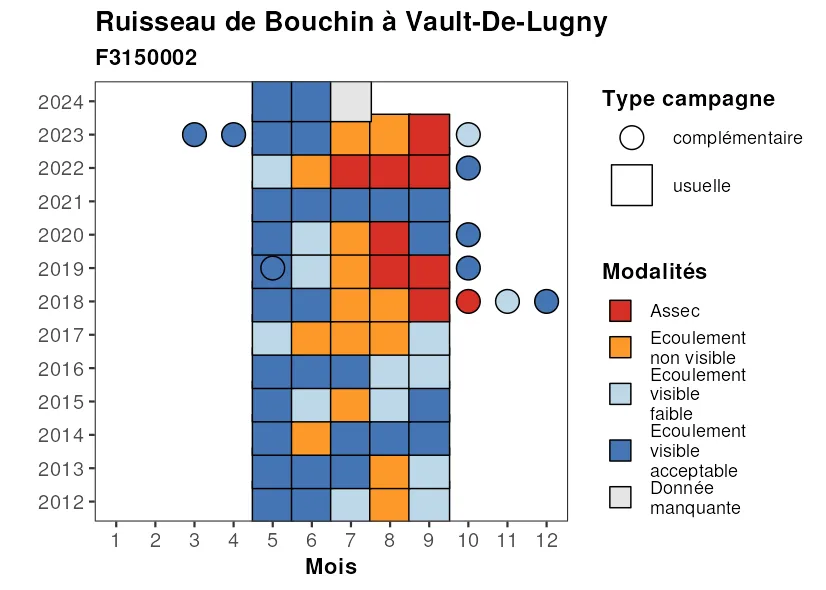 Ruisseau de Bouchin à Vault-De-Lugny
F3150002
2024
2023
2022
2021
2020
2019
2018
2017
2016
2015
2014
2013
2012
1 2 3 4 5 6 7 8 9 10 11 12
Mois
Type campagne
complémentaire
usuelle
Modalités
Assec
Ecoulement
non visible
Ecoulement
visible
faible
Ecoulement
visible
acceptable
Donnée
manquante